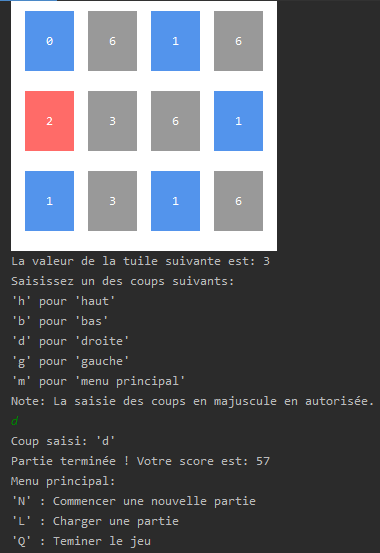 0 6 1 6
2 3 6 1
1 3 1 6
La valeur de la tuile suivante est: 3
Saisissez un des coups suivants:
'h' pour 'haut'
'b' pour 'bas'
'd' pour 'droite'
'g' pour 'gauche'
'm' pour 'menu principal'
Note: La saisie des coups en majuscule en autorisée.
d
Coup saisi: 'd'
Partie terminée ! Votre score est: 57
Menu principal:
'N' : Commencer une nouvelle partie
'L' : Charger une partie
'Q' : Teminer le jeu